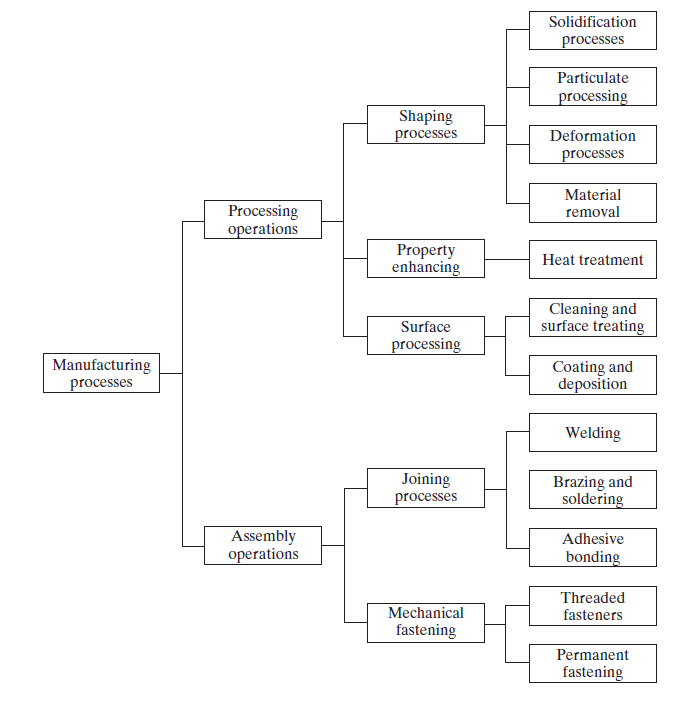 Solidification
processes
Particulate
processing
Shaping
processes
Deformation
processes
Material
removal
Processing
operations
Property
enhancing
Heat treatment
Cleaning and
surface treating
Surface
processing
Manufacturing
processes
Coating and
deposition
Welding
Joining
processes
Brazing and
soldering
Assembly
operations
Adhesive
bonding
Threaded
fasteners
Mechanical
fastening
Permanent
fastening